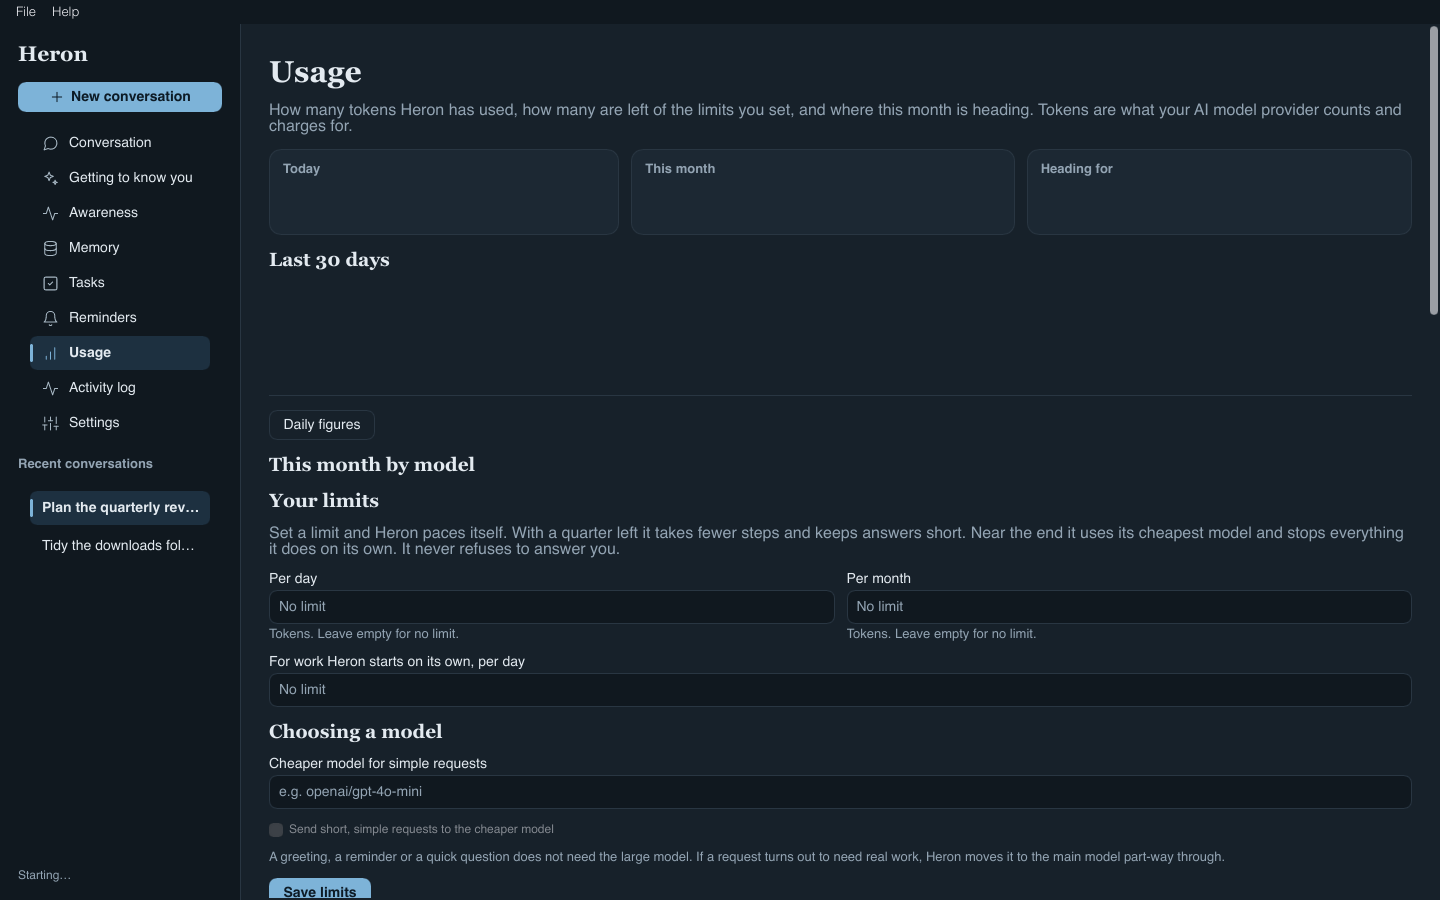 File Help
Heron
New conversation
Conversation
Getting to know you
Awareness
Memory
Tasks
Reminders
Usage
Activity log
Settings
Recent conversations
Plan the quarterly rev…
Tidy the downloads fol…
Starting…
Usage
How many tokens Heron has used, how many are left of the limits you set, and where this month is heading. Tokens are what your AI model provider counts and
charges for.
Today
This month
Heading for
Last 30 days
Daily figures
This month by model
Your limits
Set a limit and Heron paces itself. With a quarter left it takes fewer steps and keeps answers short. Near the end it uses its cheapest model and stops everything
it does on its own. It never refuses to answer you.
Per day
No limit
Tokens. Leave empty for no limit.
Per month
No limit
Tokens. Leave empty for no limit.
For work Heron starts on its own, per day
No limit
Choosing a model
Cheaper model for simple requests
e.g. openai/gpt-4o-mini
Send short, simple requests to the cheaper model
A greeting, a reminder or a quick question does not need the large model. If a request turns out to need real work, Heron moves it to the main model part-way through.
Save limits